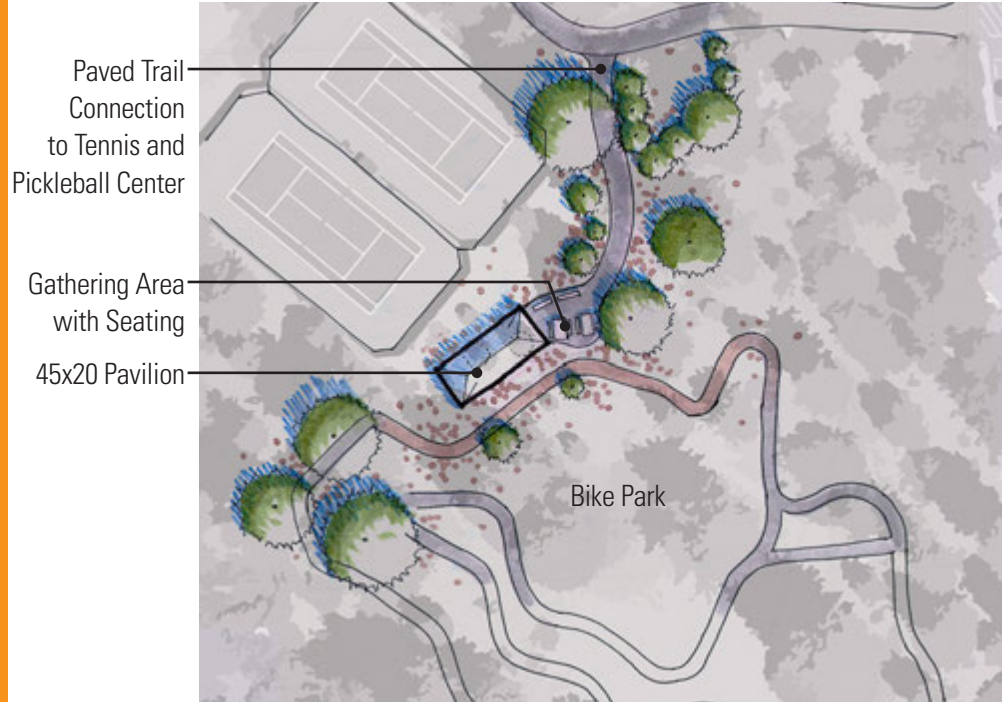 Paved Trail
Connection
to Tennis and
Pickleball Center
Gathering Area
with Seating
45x20 Pavilion
Bike Park